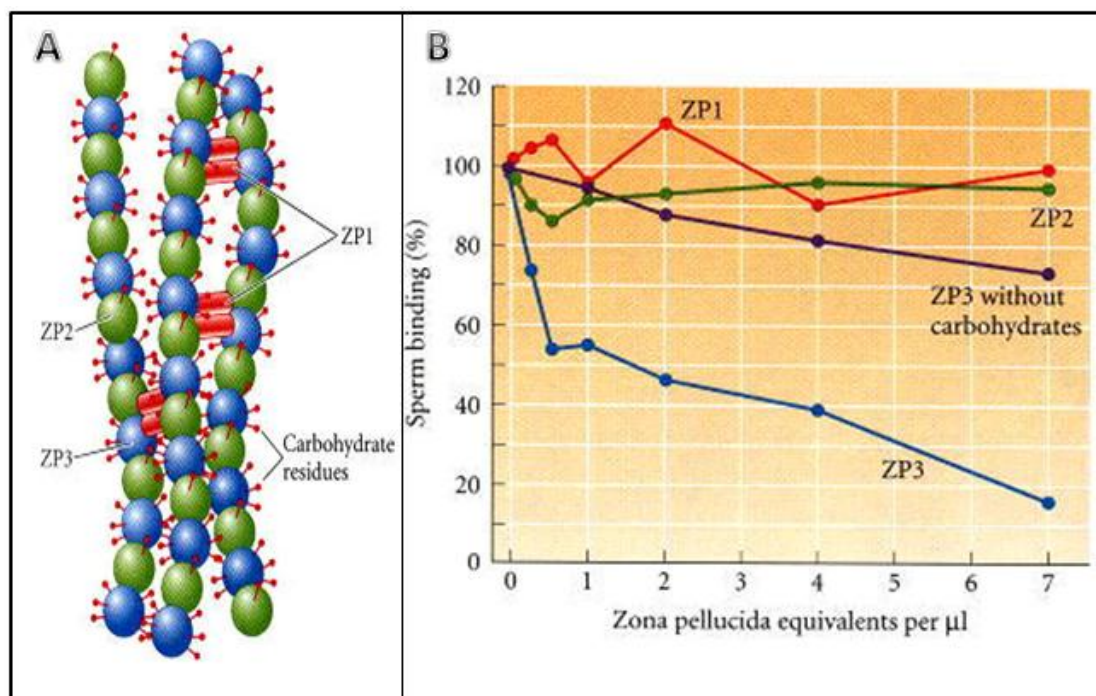 A
ZP1
ZP2
ZP3
Carbohydrate
residues
B
Sperm binding (%)
120
100
80
60
40
20
0
ZP1
ZP2
ZP3 without
carbohydrates
ZP3
0 1 2 3 4 5 6 7
Zona pellucida equivalents per μl